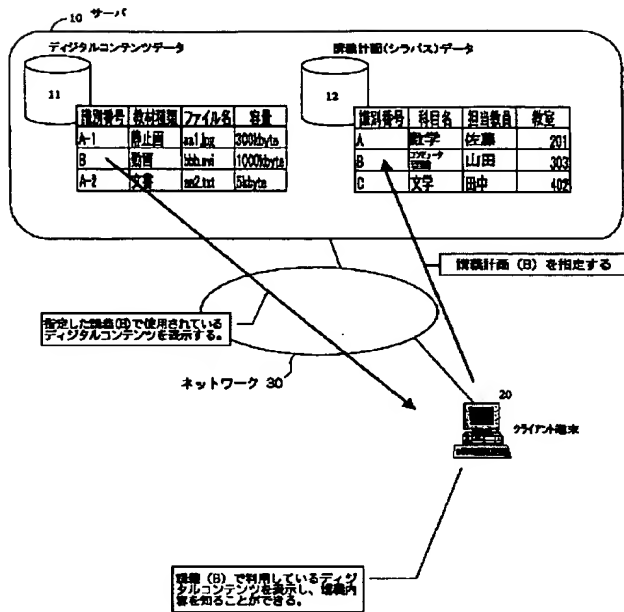 10 サーバ
ディジタルコンテンツデータ
講義計画(シラバス)データ
11
12
識別番号 教材種類 ファイル名 容量
A-1 静止画 aa1.jpg 300kbyte
B 動画 bbb.avi 1000kbyte
A-2 文書 aa2.txt 5kbyte
識別番号 科目名 担当教員 教室
A 数学 佐藤 201
B コンピュータ 山田 303
C 文学 田中 402
講義計画(B)を指定する
指定した講義(B)で使用されている
ディジタルコンテンツを表示する。
ネットワーク 30
20
クライアント端末
講義(B)で利用しているディジ
タルコンテンツを表示し、講義内
容を知ることができる。